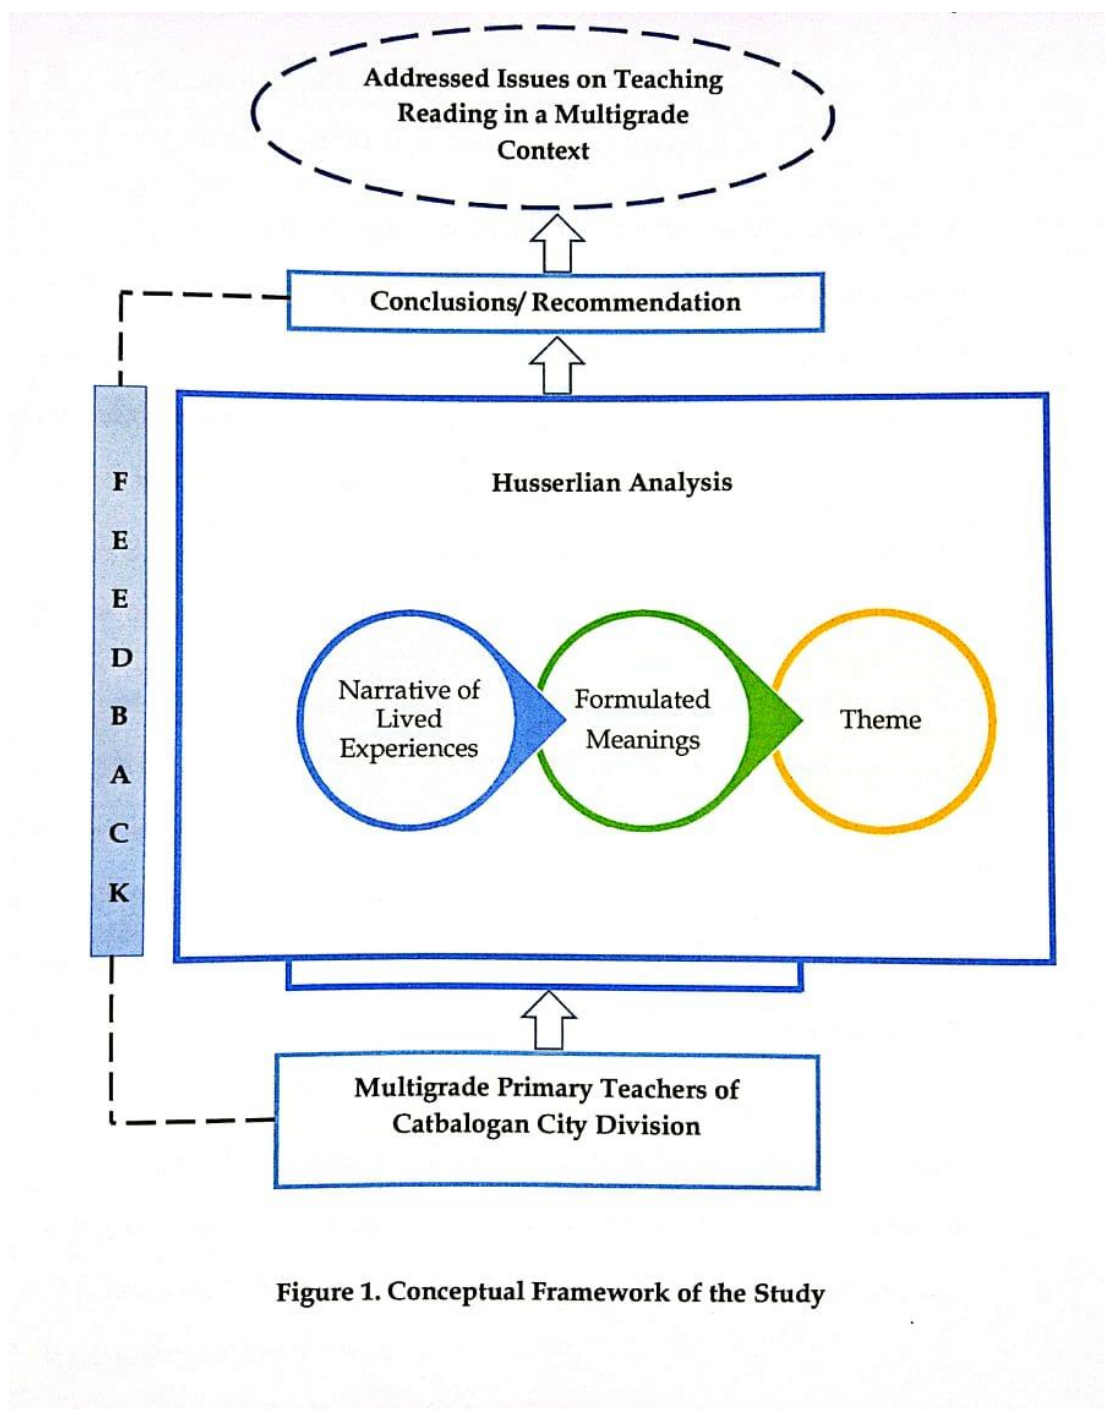 Addressed Issues on Teaching
Reading in a Multigrade
Context
Conclusions/ Recommendation
F
E
E
D
B
A
C
K
Husserlian Analysis
Narrative of
Lived
Experiences
Formulated
Meanings
Theme
Multigrade Primary Teachers of
Catbalogan City Division
Figure 1. Conceptual Framework of the Study